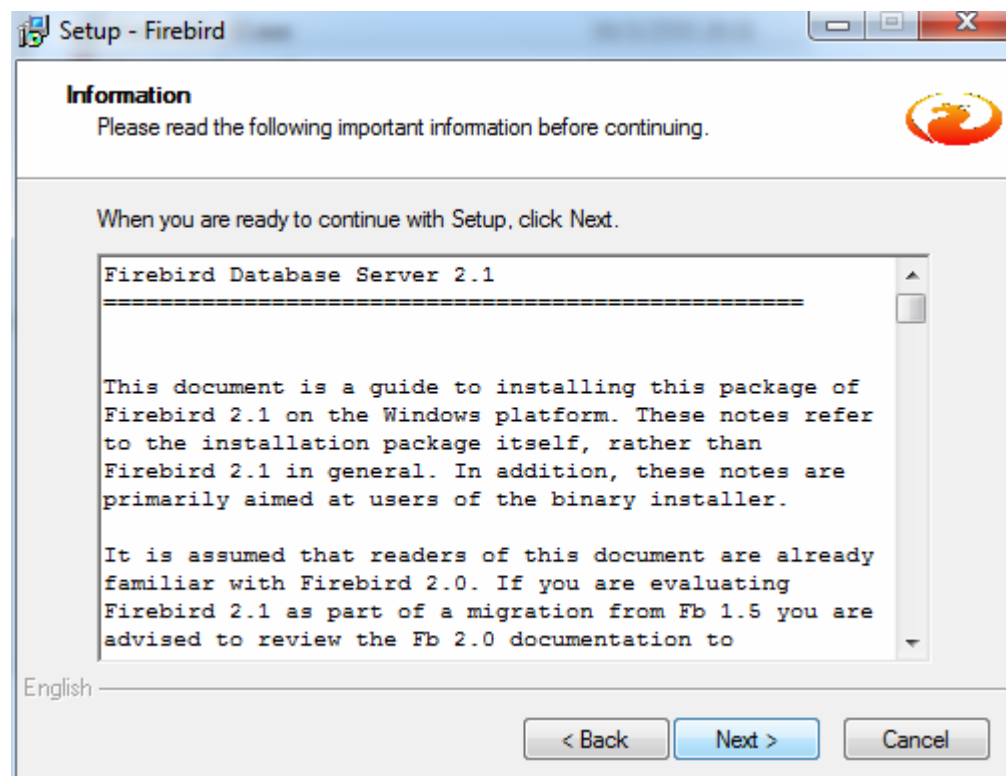 Setup - Firebird
Information
Please read the following important information before continuing.
When you are ready to continue with Setup, click Next.
Firebird Database Server 2.1
==================================================
This document is a guide to installing this package of
Firebird 2.1 on the Windows platform. These notes refer
to the installation package itself, rather than
Firebird 2.1 in general. In addition, these notes are
primarily aimed at users of the binary installer.
It is assumed that readers of this document are already
familiar with Firebird 2.0. If you are evaluating
Firebird 2.1 as part of a migration from Fb 1.5 you are
advised to review the Fb 2.0 documentation to
English
< Back
Next >
Cancel